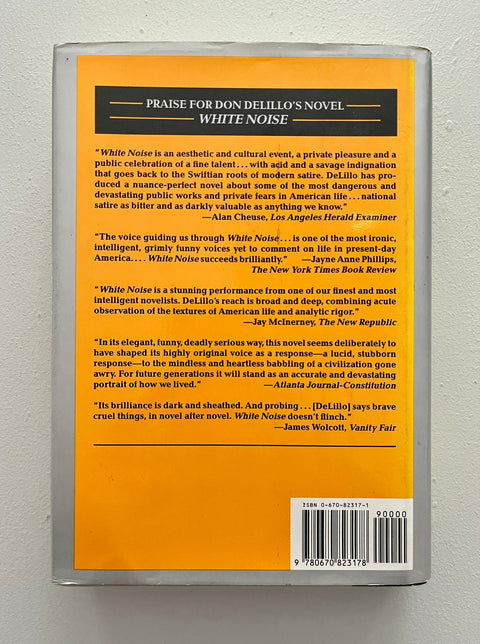 PRAISE FOR DON DELILLO'S NOVEL
WHITE NOISE
"White Noise is an aesthetic and cultural event, a private pleasure and a
public celebration of a fine talent . . . with acid and a savage indignation
that goes back to the Swiftian roots of modern satire. DeLillo has pro-
duced a nuance-perfect novel about some of the most dangerous and
devastating public works and private fears in American life . . . national
satire as bitter and as darkly valuable as anything we know."
—Alan Cheuse, Los Angeles Herald Examiner
"The voice guiding us through White Noise . . . is one of the most ironic,
intelligent, grimly funny voices yet to comment on life in present-day
America. . . . White Noise succeeds brilliantly." —Jayne Anne Phillips,
The New York Times Book Review
"White Noise is a stunning performance from one of our finest and most
intelligent novelists. DeLillo's reach is broad and deep, combining acute
observation of the textures of American life and analytic rigor."
—Jay McInerney, The New Republic
"In its elegant, funny, deadly serious way, this novel seems deliberately to
have shaped its highly original voice as a response—a lucid, stubborn
response—to the mindless and heartless babbling of a civilization gone
awry. For future generations it will stand as an accurate and devastating
portrait of how we lived." —Atlanta Journal-Constitution
"Its brilliance is dark and sheathed. And probing . . . [DeLillo] says brave
cruel things, in novel after novel. White Noise doesn't flinch."
—James Wolcott, Vanity Fair
ISBN 0-670-82317-1
90000
9 780670 823178